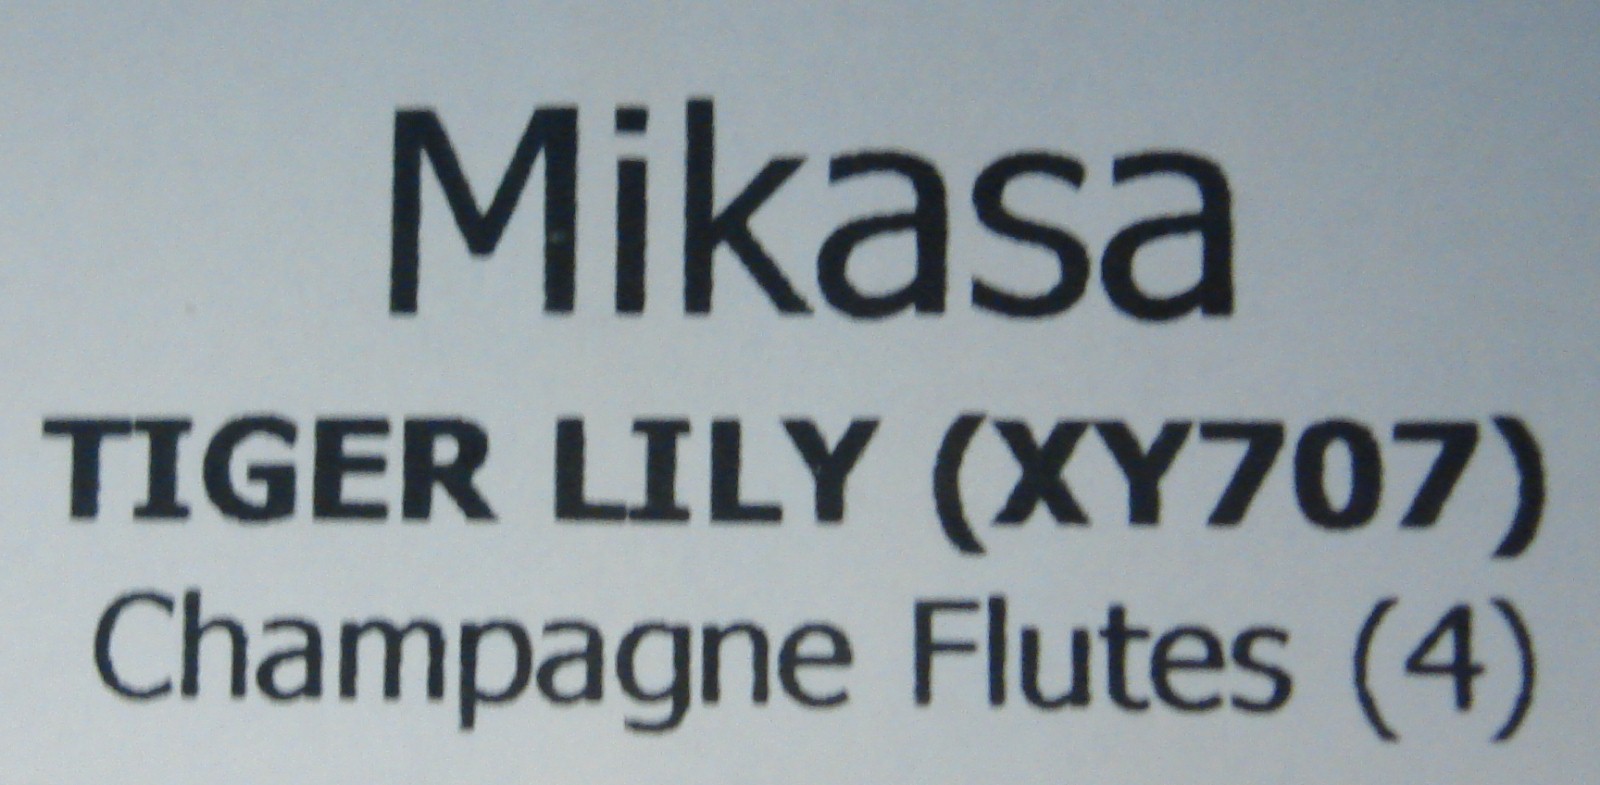 Mikasa
TIGER LILY (XY707)
Champagne Flutes (4)